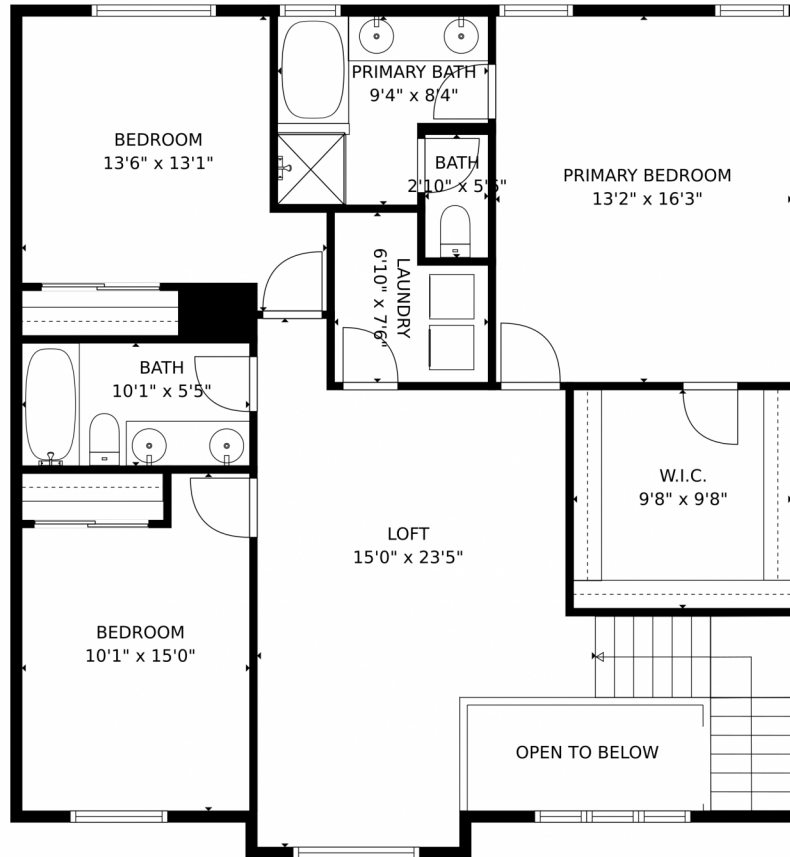 PRIMARY BATH
9'4" x 8'4"
BEDROOM
13'6" x 13'1"
BATH
2'10" x 5'6"
PRIMARY BEDROOM
13'2" x 16'3"
LAUNDRY
6'10" x 7'6"
BATH
10'1" x 5'5"
W.I.C.
9'8" x 9'8"
LOFT
15'0" x 23'5"
BEDROOM
10'1" x 15'0"
OPEN TO BELOW